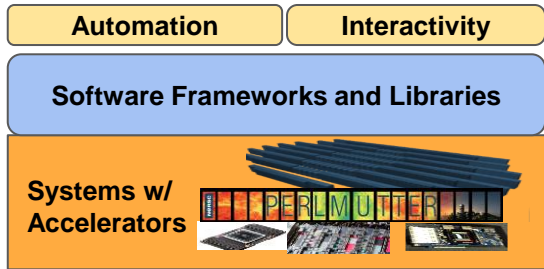 Automation
Interactivity
Software Frameworks and Libraries
Systems w/
Accelerators
PERLMUTTER